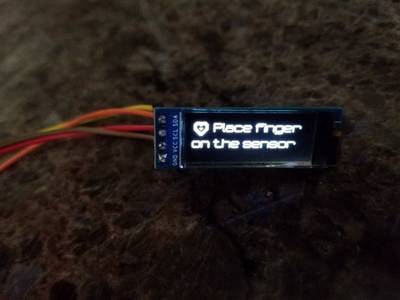 Place finger
on the sensor
GND VCC SCL SDA